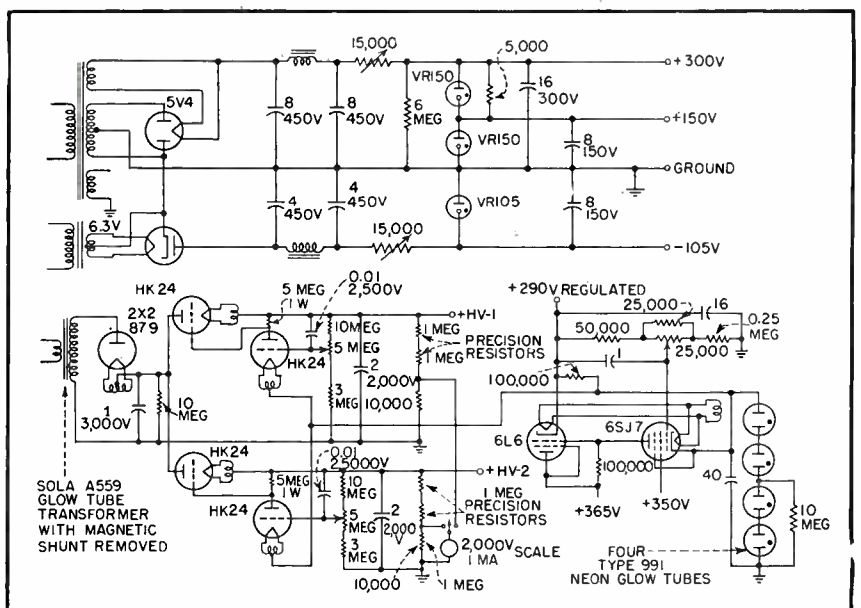 15,000
5,000
+300V
VR150
16
300V
5V4
8
450V
8
450V
6
MEG
+150V
VR150
8
150V
GROUND
4
450V
4
450V
VR105
8
150V
6.3V
15,000
-105V
HK24
5 MEG
1 W
0.01
2,500V
+290V REGULATED
16
25,000
0.25
MEG
2X2
879
+HV-1
10MEG
1 MEG
PRECISION
RESISTORS
1 MEG
5 MEG
HK24
50,000
25,000
1
100,000
2
2,000V
3
MEG
10,000
1
3,000V
10
MEG
6L6
6SJ7
HK24
0.01
25000V
+HV-2
100,000
40
SOLA A559
GLOW TUBE
TRANSFORMER
WITH MAGNETIC
SHUNT REMOVED
5MEG
1W
10
MEG
1 MEG
PRECISION
RESISTORS
+365V
+350V
10
MEG
HK24
5
MEG
2
2,000
V
3
MEG
2,000V SCALE
1 MA
10,000
1 MEG
FOUR
TYPE 991
NEON GLOW TUBES